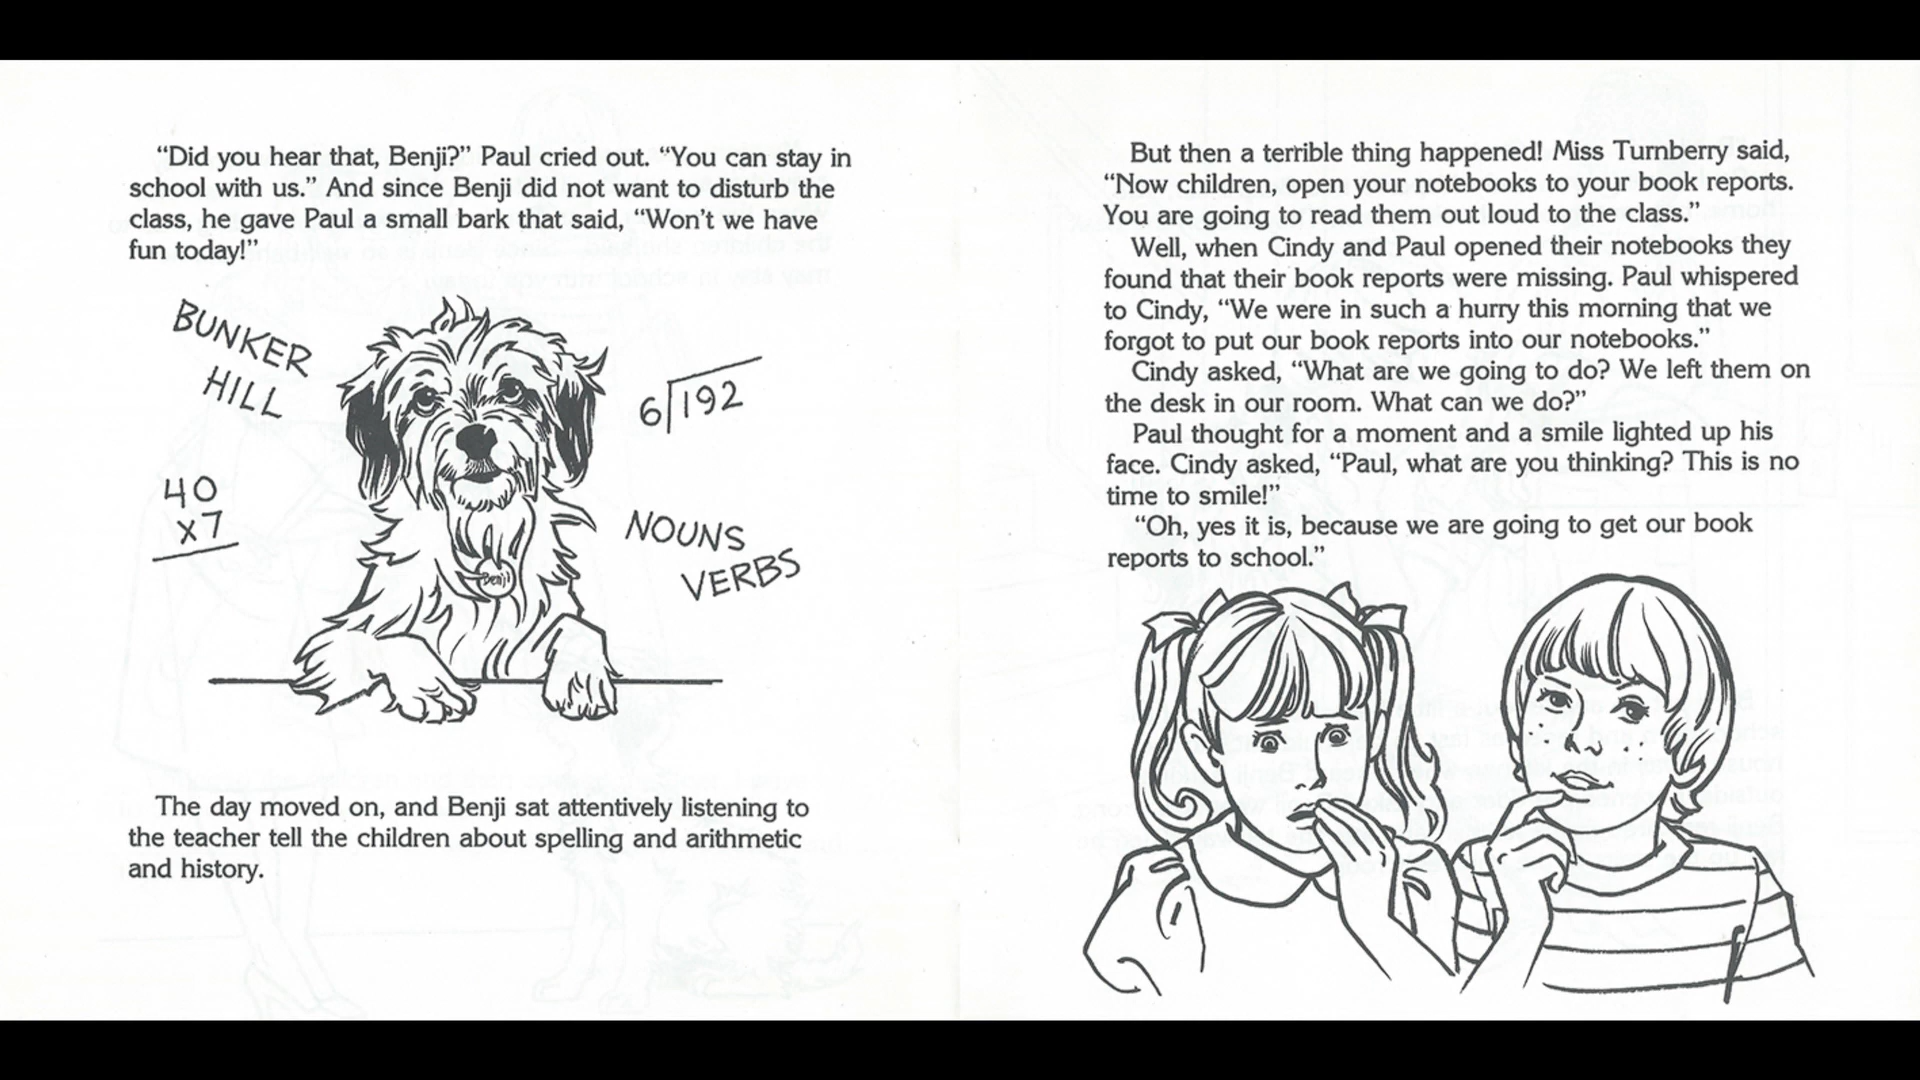 “Did you hear that, Benji?” Paul cried out. “You can stay in
school with us.” And since Benji did not want to disturb the
class, he gave Paul a small bark that said, “Won’t we have
fun today!”
BUNKER
HILL
6)192
40
x7
NOUNS
VERBS
Benji
The day moved on, and Benji sat attentively listening to
the teacher tell the children about spelling and arithmetic
and history.
But then a terrible thing happened! Miss Turnberry said,
“Now children, open your notebooks to your book reports.
You are going to read them out loud to the class.”
Well, when Cindy and Paul opened their notebooks they
found that their book reports were missing. Paul whispered
to Cindy, “We were in such a hurry this morning that we
forgot to put our book reports into our notebooks.”
Cindy asked, “What are we going to do? We left them on
the desk in our room. What can we do?”
Paul thought for a moment and a smile lighted up his
face. Cindy asked, “Paul, what are you thinking? This is no
time to smile!”
“Oh, yes it is, because we are going to get our book
reports to school.”